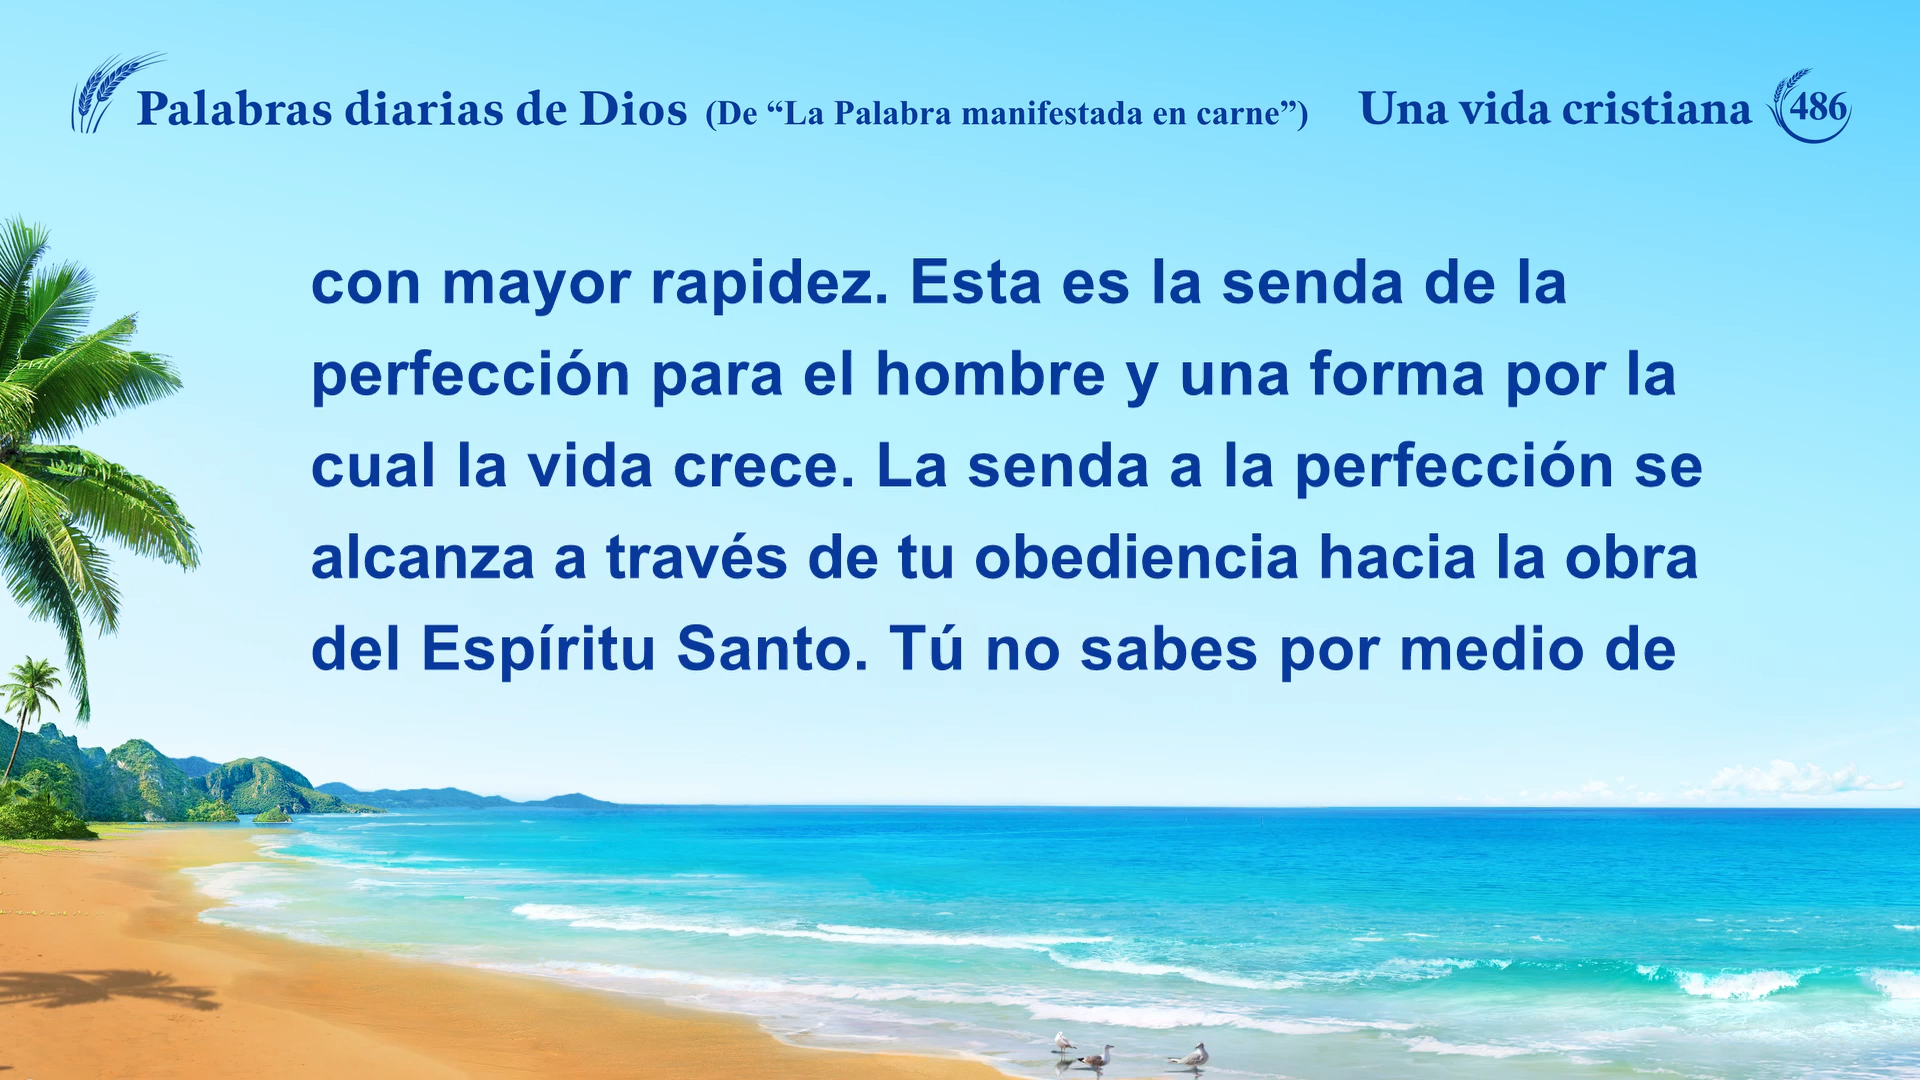 Palabras diarias de Dios (De “La Palabra manifestada en carne”) Una vida cristiana 486
con mayor rapidez. Esta es la senda de la
perfección para el hombre y una forma por la
cual la vida crece. La senda a la perfección se
alcanza a través de tu obediencia hacia la obra
del Espíritu Santo. Tú no sabes por medio de